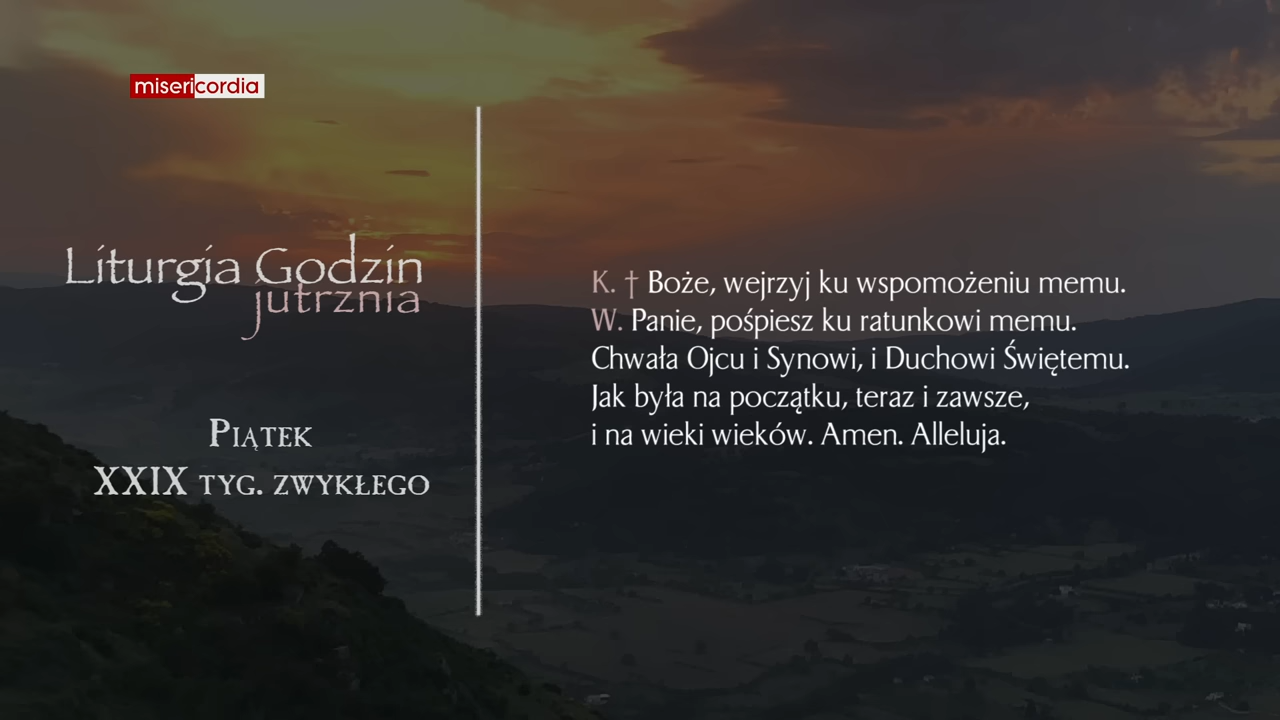 misericordia
Liturgia Godzin
jutrznia
Piątek
XXIX tyg. zwykłego
K. † Boże, wejrzyj ku wspomożeniu memu.
W. Panie, pośpiesz ku ratunkowi memu.
Chwała Ojcu i Synowi, i Duchowi Świętemu.
Jak była na początku, teraz i zawsze,
i na wieki wieków. Amen. Alleluja.